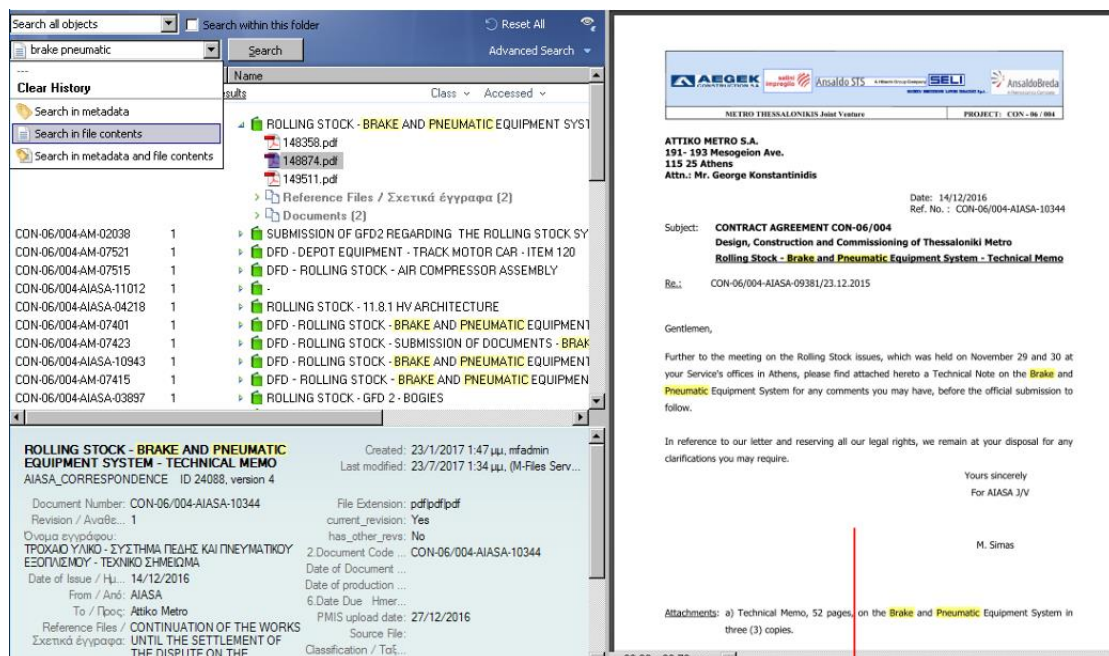 Search all objects
Search within this folder
Reset All
brake pneumatic
Search
Advanced Search
---
Clear History
Search in metadata
Search in file contents
Search in metadata and file contents
Name
Class
Accessed
ROLLING STOCK - BRAKE AND PNEUMATIC EQUIPMENT SYST
148358.pdf
148874.pdf
149511.pdf
Reference Files / Σχετικά έγγραφα (2)
Documents (2)
CON-06/004-AM-02038 1 SUBMISSION OF GFD2 REGARDING THE ROLLING STOCK SY
CON-06/004-AM-07521 1 DFD - DEPOT EQUIPMENT - TRACK MOTOR CAR - ITEM 120
CON-06/004-AM-07515 1 DFD - ROLLING STOCK - AIR COMPRESSOR ASSEMBLY
CON-06/004-AIASA-11012 1 -
CON-06/004-AIASA-04218 1 ROLLING STOCK - 11.8.1 HV ARCHITECTURE
CON-06/004-AM-07401 1 DFD - ROLLING STOCK - BRAKE AND PNEUMATIC EQUIPMENT
CON-06/004-AM-07423 1 DFD - ROLLING STOCK - SUBMISSION OF DOCUMENTS - BRAK
CON-06/004-AIASA-10943 1 DFD - ROLLING STOCK - BRAKE AND PNEUMATIC EQUIPMENT
CON-06/004-AM-07415 1 DFD - ROLLING STOCK - BRAKE AND PNEUMATIC EQUIPMEN
CON-06/004-AIASA-03897 1 ROLLING STOCK - GFD 2 - BOGIES
ROLLING STOCK - BRAKE AND PNEUMATIC
EQUIPMENT SYSTEM - TECHNICAL MEMO
AIASA_CORRESPONDENCE ID 24088, version 4
Created: 23/1/2017 1:47 μμ, mfadmin
Last modified: 23/7/2017 1:34 μμ, (M-Files Serv...
Document Number: CON-06/004-AIASA-10344
Revision / Αναθε... 1
Όνομα εγγράφου:
ΤΡΟΧΑΙΟ ΥΛΙΚΟ - ΣΥΣΤΗΜΑ ΠΕΔΗΣ ΚΑΙ ΠΝΕΥΜΑΤΙΚΟΥ
ΕΞΟΠΛΙΣΜΟΥ - ΤΕΧΝΙΚΟ ΣΗΜΕΙΩΜΑ
Date of Issue / Ημ... 14/12/2016
From / Από: AIASA
To / Προς: Attiko Metro
Reference Files / CONTINUATION OF THE WORKS
Σχετικά έγγραφα: UNTIL THE SETTLEMENT OF
THE DISPUTE ON THE
File Extension: pdf|pdf|pdf
current_revision: Yes
has_other_revs: No
2.Document Code ... CON-06/004-AIASA-10344
Date of Document ...
Date of production ...
6.Date Due Hmer...
PMIS upload date: 27/12/2016
Source File:
Classification / Ταξ...
AEGEK
CONSTRUCTION S.A.
salini
impregilo
Ansaldo STS
SELI
AnsaldoBreda
METRO THESSALONIKIS Joint Venture
PROJECT: CON - 06 / 004
ATTIKO METRO S.A.
191- 193 Mesogeion Ave.
115 25 Athens
Attn.: Mr. George Konstantinidis
Date: 14/12/2016
Ref. No. : CON-06/004-AIASA-10344
Subject: CONTRACT AGREEMENT CON-06/004
Design, Construction and Commissioning of Thessaloniki Metro
Rolling Stock - Brake and Pneumatic Equipment System - Technical Memo
Re.: CON-06/004-AIASA-09381/23.12.2015
Gentlemen,
Further to the meeting on the Rolling Stock issues, which was held on November 29 and 30 at
your Service's offices in Athens, please find attached hereto a Technical Note on the Brake and
Pneumatic Equipment System for any comments you may have, before the official submission to
follow.
In reference to our letter and reserving all our legal rights, we remain at your disposal for any
clarifications you may require.
Yours sincerely
For AIASA J/V
M. Simas
Attachments: a) Technical Memo, 52 pages, on the Brake and Pneumatic Equipment System in
three (3) copies.